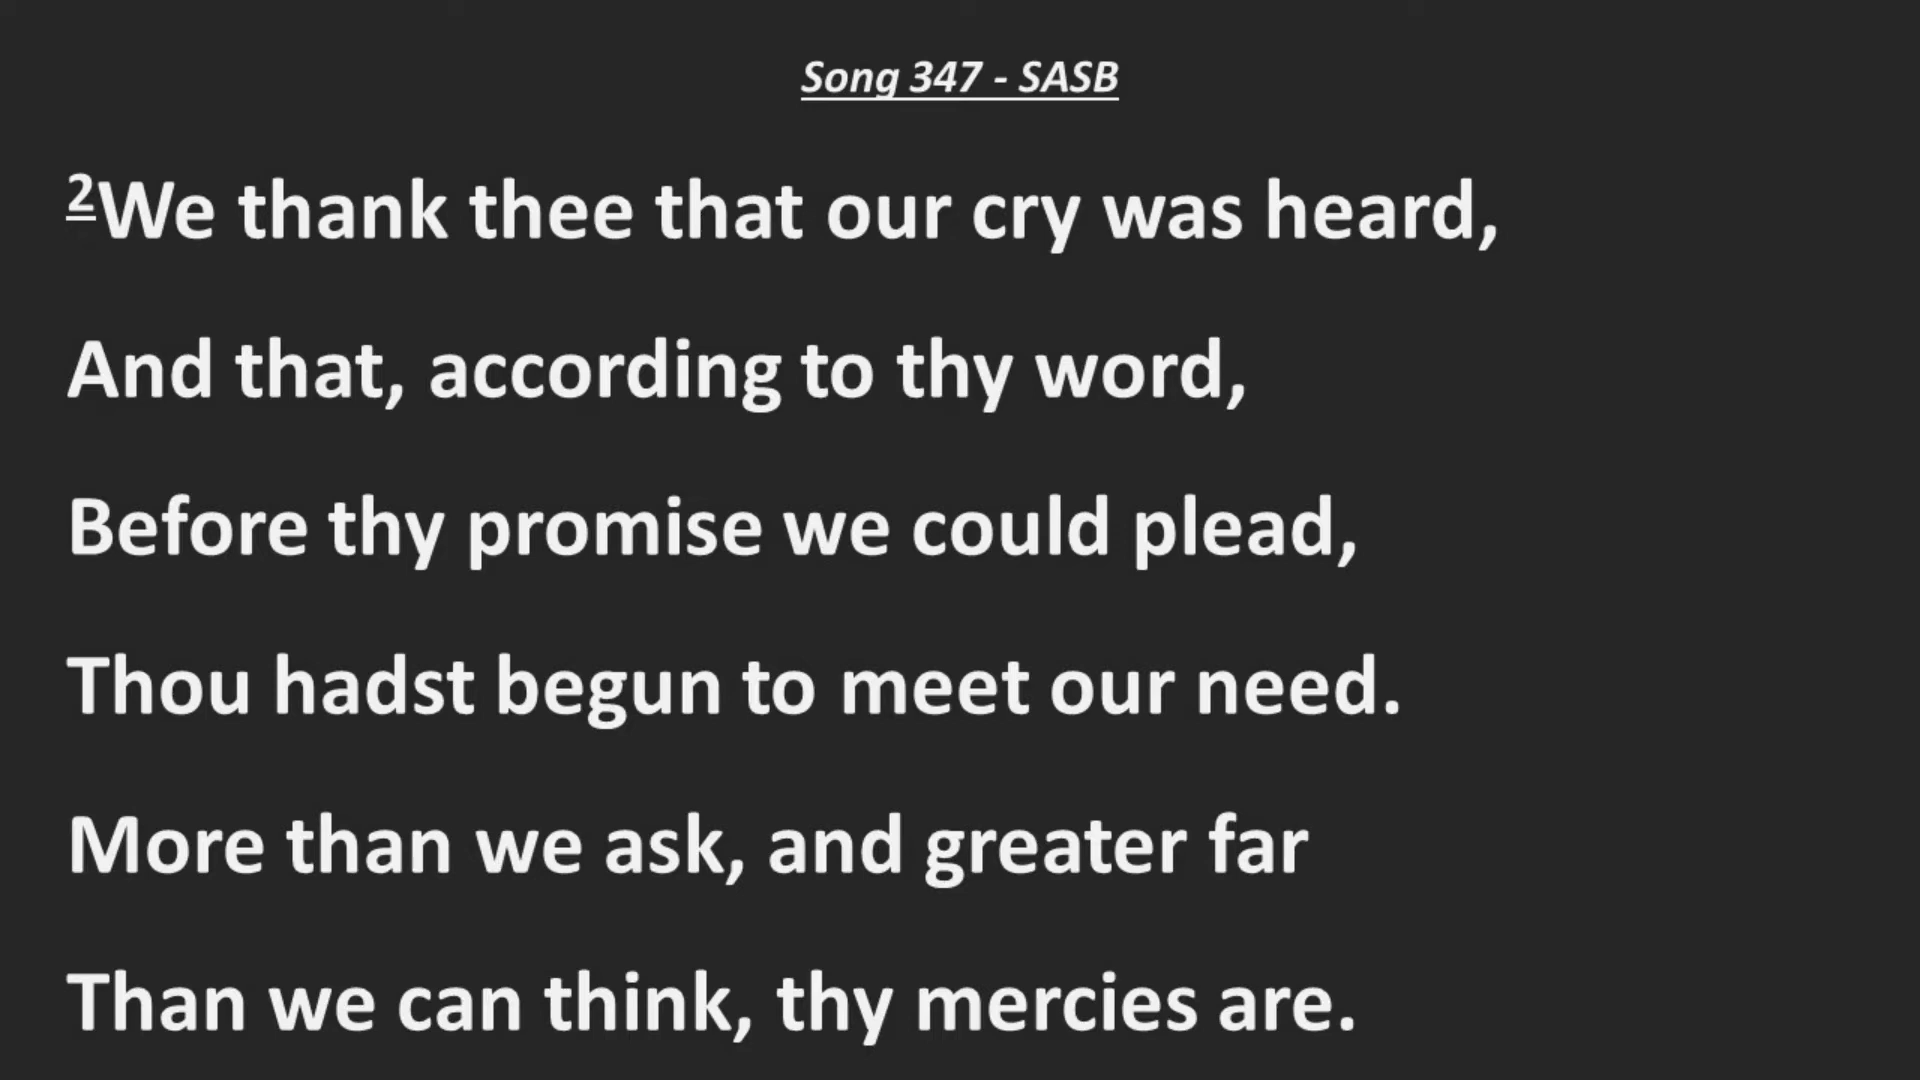 Song 347 - SASB
2We thank thee that our cry was heard,
And that, according to thy word,
Before thy promise we could plead,
Thou hadst begun to meet our need.
More than we ask, and greater far
Than we can think, thy mercies are.